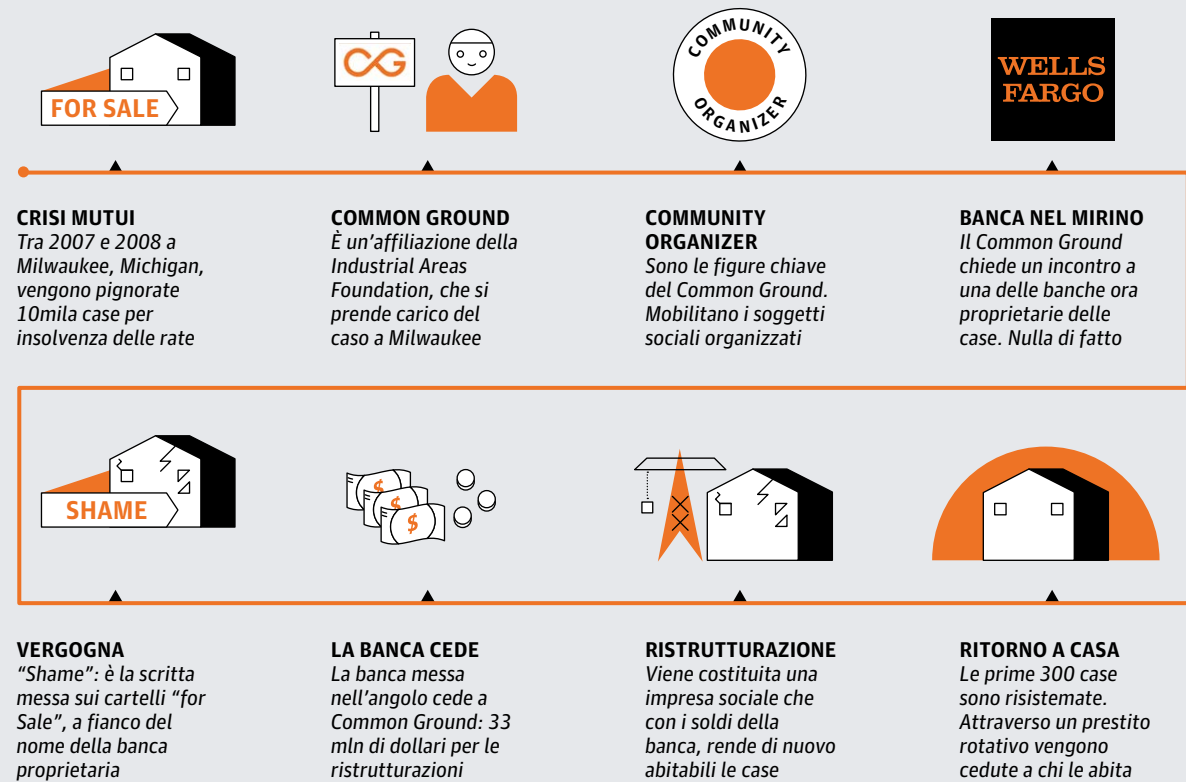 FOR SALE
CG
COMMUNITY
ORGANIZER
WELLS
FARGO
CRISI MUTUI
Tra 2007 e 2008 a
Milwaukee, Michigan,
vengono pignorate
10mila case per
insolvenza delle rate
COMMON GROUND
È un'affiliazione della
Industrial Areas
Foundation, che si
prende carico del
caso a Milwaukee
COMMUNITY
ORGANIZER
Sono le figure chiave
del Common Ground.
Mobilitano i soggetti
sociali organizzati
BANCA NEL MIRINO
Il Common Ground
chiede un incontro a
una delle banche ora
proprietarie delle
case. Nulla di fatto
SHAME
$
$
$
VERGOGNA
“Shame”: è la scritta
messa sui cartelli “for
Sale”, a fianco del
nome della banca
proprietaria
LA BANCA CEDE
La banca messa
nell'angolo cede a
Common Ground: 33
mln di dollari per le
ristrutturazioni
RISTRUTTURAZIONE
Viene costituita una
impresa sociale che
con i soldi della
banca, rende di nuovo
abitabili le case
RITORNO A CASA
Le prime 300 case
sono risistemate.
Attraverso un prestito
rotativo vengono
cedute a chi le abita